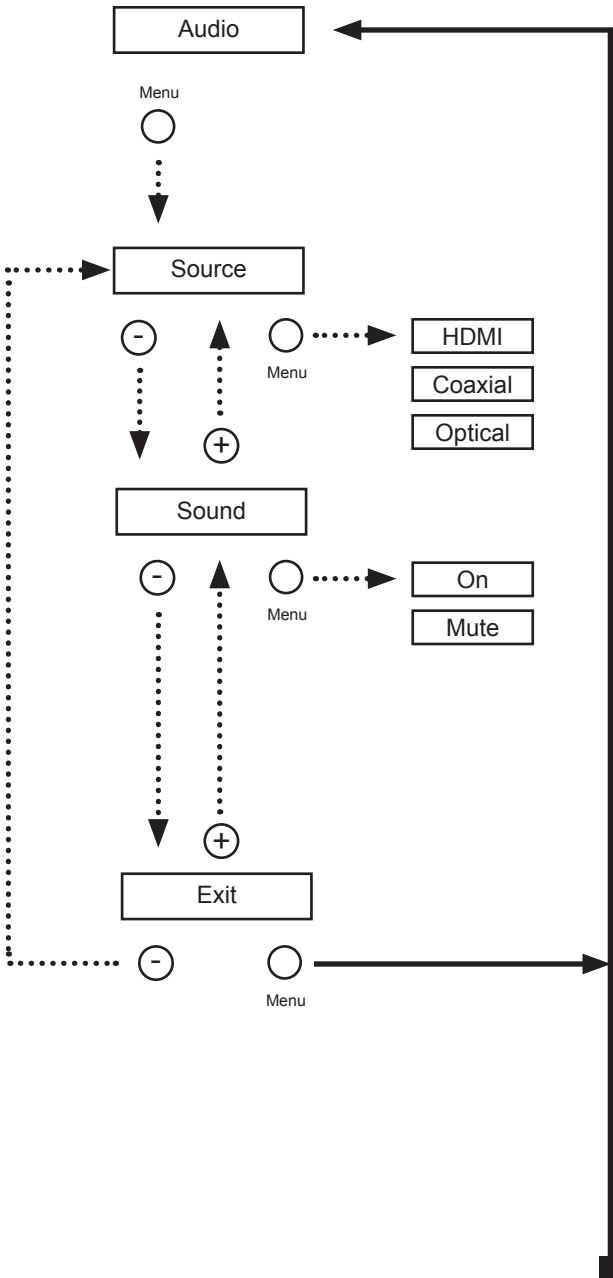 Audio
Menu
Source
-
Menu
HDMI
Coaxial
Optical
+
Sound
-
Menu
On
Mute
+
Exit
-
Menu